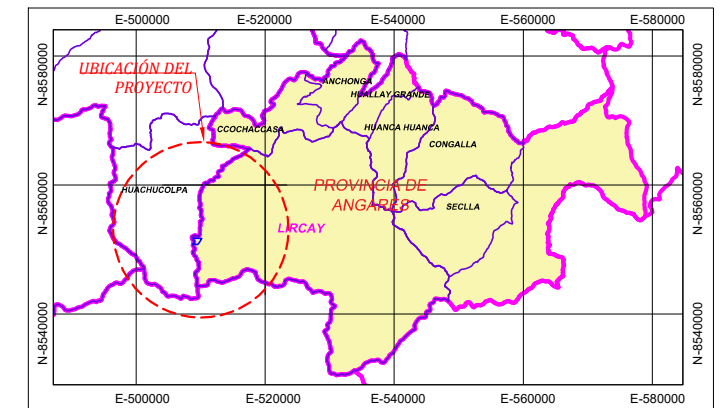 E-500000 E-520000 E-540000 E-560000 E-580000
N-8580000 N-8580000
UBICACIÓN DEL
PROYECTO
ANCHONGA
HUALLAY GRANDE
CCOCHACCASA
HUANCA HUANCA
CONGALLA
HUACHUCOLPA
PROVINCIA DE
ANGARES
N-8560000 N-8560000
SECLLA
LIRCAY
N-8540000 N-8540000
E-500000 E-520000 E-540000 E-560000 E-580000